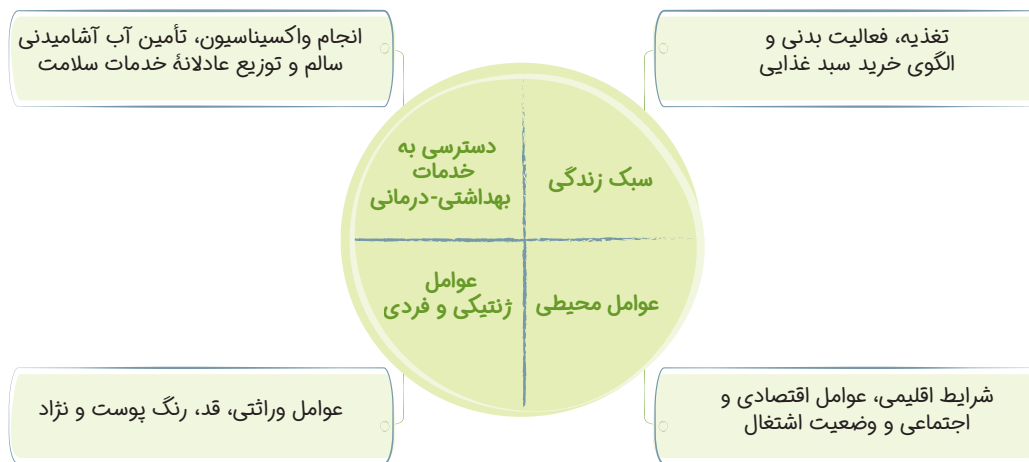 تغذیه، فعالیت بدنی و
الگوی خرید سبد غذایی
انجام واکسیناسیون، تأمین آب آشامیدنی
سالم و توزیع عادلانهٔ خدمات سلامت
سبک زندگی
دسترسی به
خدمات
بهداشتی-درمانی
عوامل محیطی
عوامل
ژنتیکی و فردی
شرایط اقلیمی، عوامل اقتصادی و
اجتماعی و وضعیت اشتغال
عوامل وراثتی، قد، رنگ پوست و نژاد